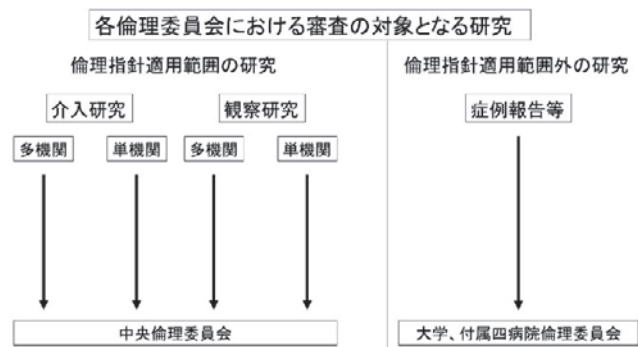 各倫理委員会における審査の対象となる研究
倫理指針適用範囲の研究
介入研究
観察研究
多機関
単機関
多機関
単機関
中央倫理委員会
倫理指針適用範囲外の研究
症例報告等
大学、付属四病院倫理委員会